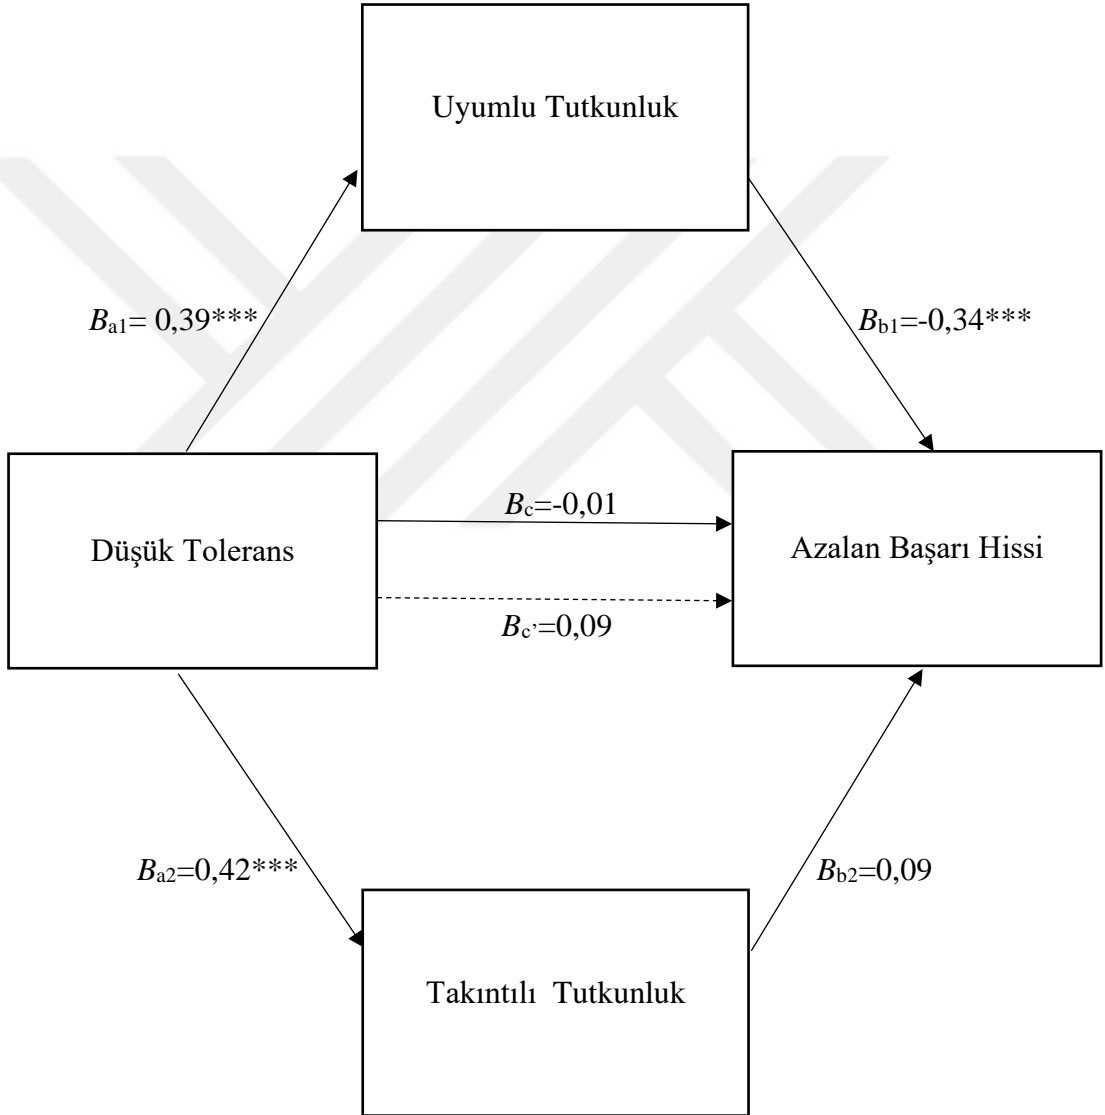 Uyumlu Tutkunluk
Ba1= 0,39***
Bb1=-0,34***
Bc=-0,01
Düşük Tolerans
Azalan Başarı Hissi
Bc’=0,09
Ba2=0,42***
Bb2=0,09
Takıntılı  Tutkunluk